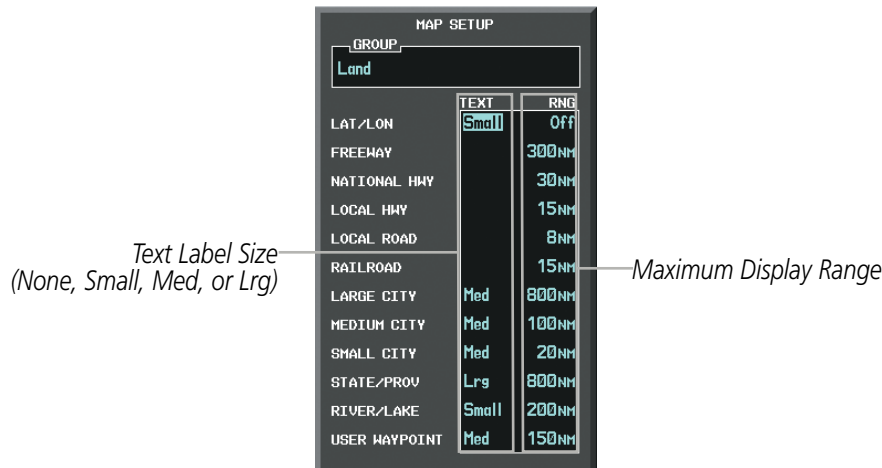 MAP SETUP
GROUP
Land
TEXT RNG
LAT/LON Small Off
FREEWAY 300NM
NATIONAL HWY 30NM
LOCAL HWY 15NM
LOCAL ROAD 8NM
RAILROAD 15NM
LARGE CITY Med 800NM
MEDIUM CITY Med 100NM
SMALL CITY Med 20NM
STATE/PROV Lrg 800NM
RIVER/LAKE Small 200NM
USER WAYPOINT Med 150NM
Text Label Size
(None, Small, Med, or Lrg)
Maximum Display Range